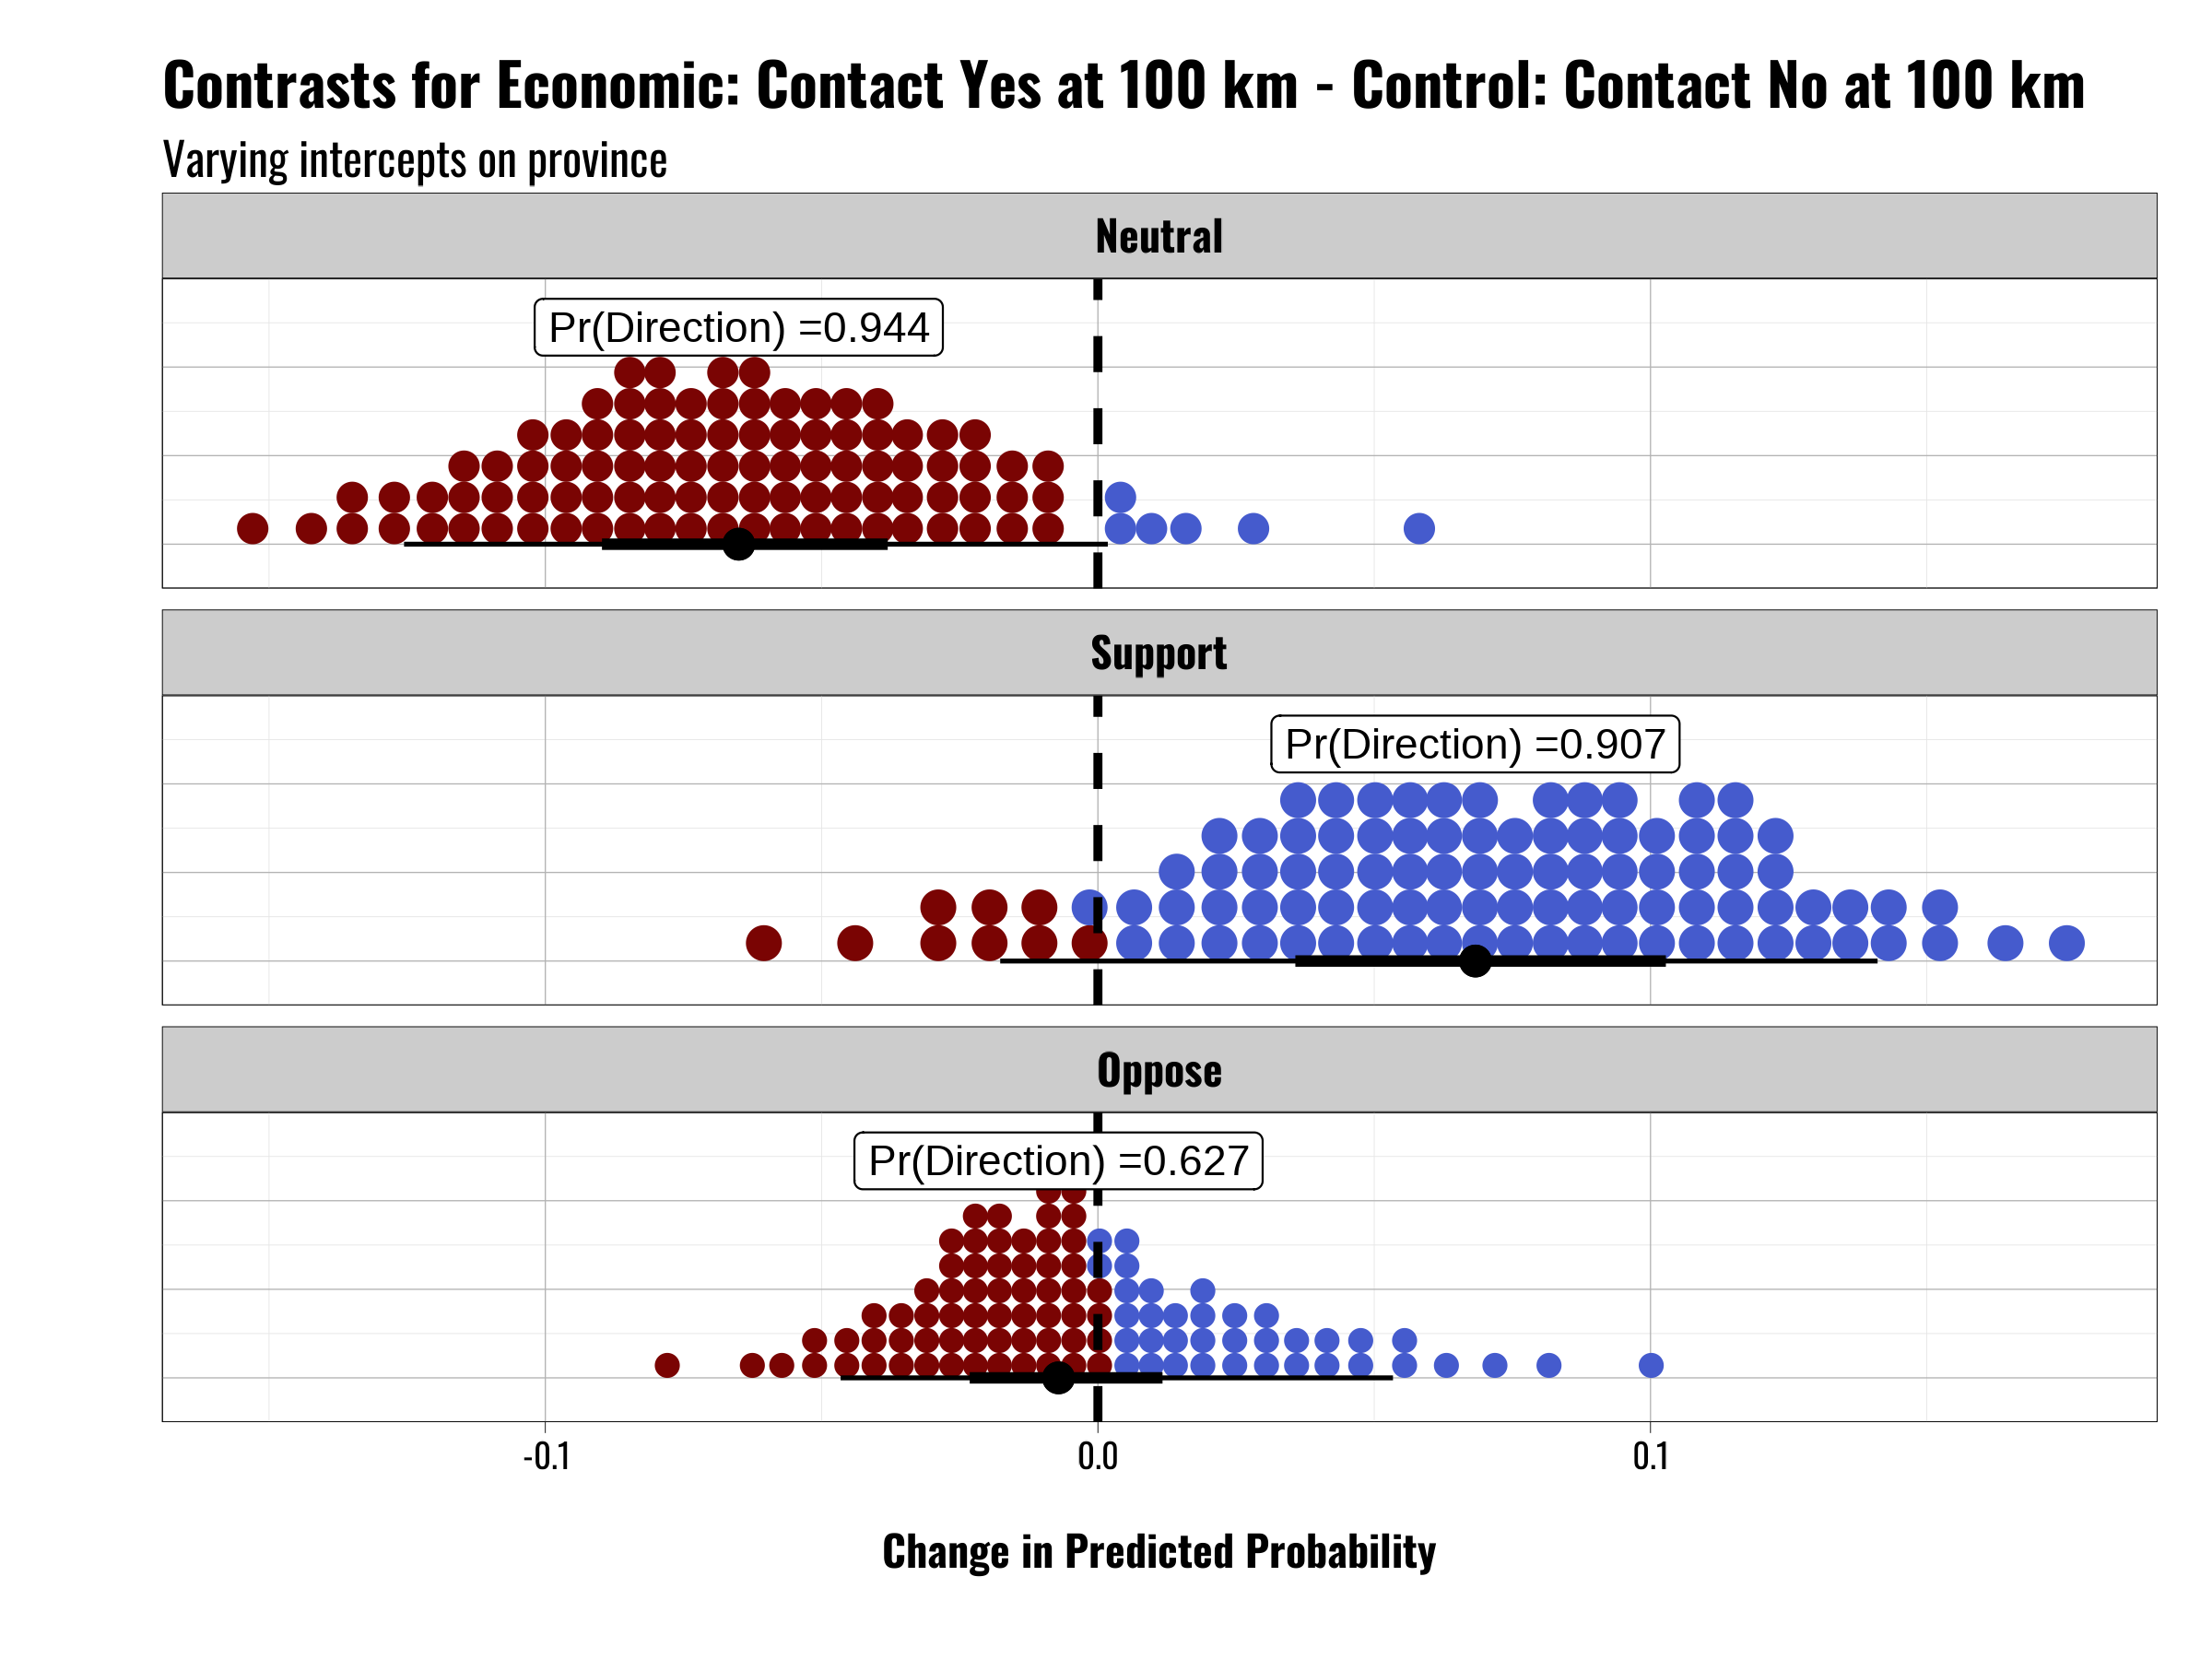 Contrasts for Economic: Contact Yes at 100 km - Control: Contact No at 100 km
Varying intercepts on province
Neutral
Pr(Direction) =0.944
Support
Pr(Direction) =0.907
Oppose
Pr(Direction) =0.627
-0.1 0.0 0.1
Change in Predicted Probability